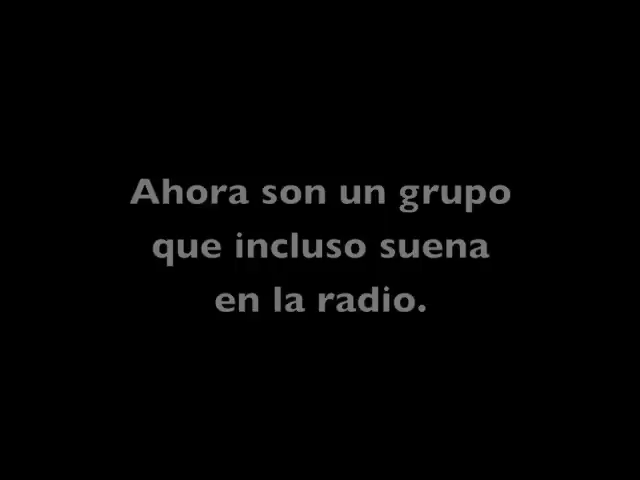 Ahora son un grupo
que incluso suena
en la radio.